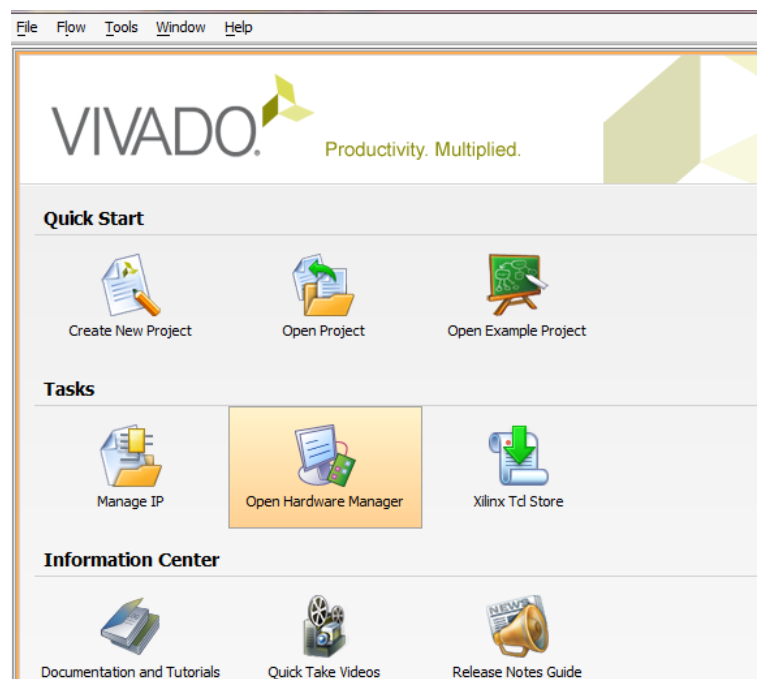 File Flow Tools Window Help
VIVADO.
Productivity. Multiplied.
Quick Start
Create New Project Open Project Open Example Project
Tasks
Manage IP Open Hardware Manager Xilinx Tcl Store
Information Center
NEWS
Documentation and Tutorials Quick Take Videos Release Notes Guide